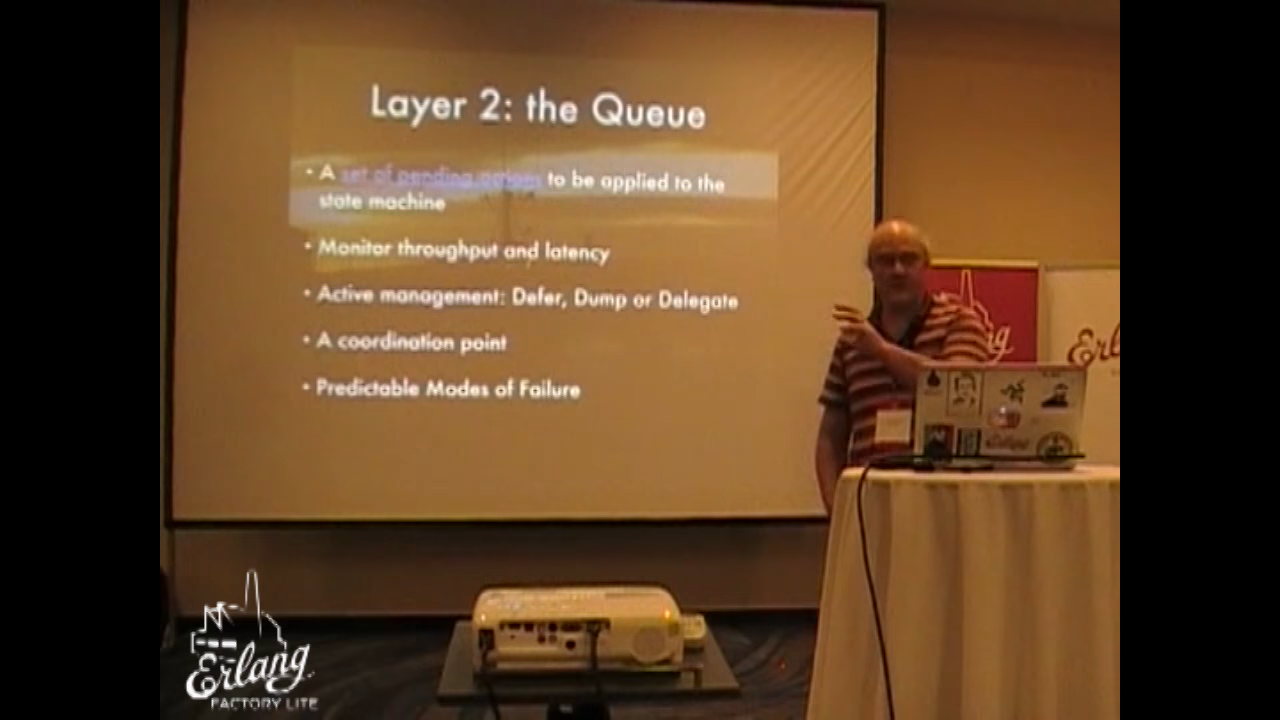 Layer 2: the Queue
• A set of pending actions to be applied to the
state machine
• Monitor throughput and latency
• Active management: Defer, Dump or Delegate
• A coordination point
• Predictable Modes of Failure
Erlang
FACTORY LITE